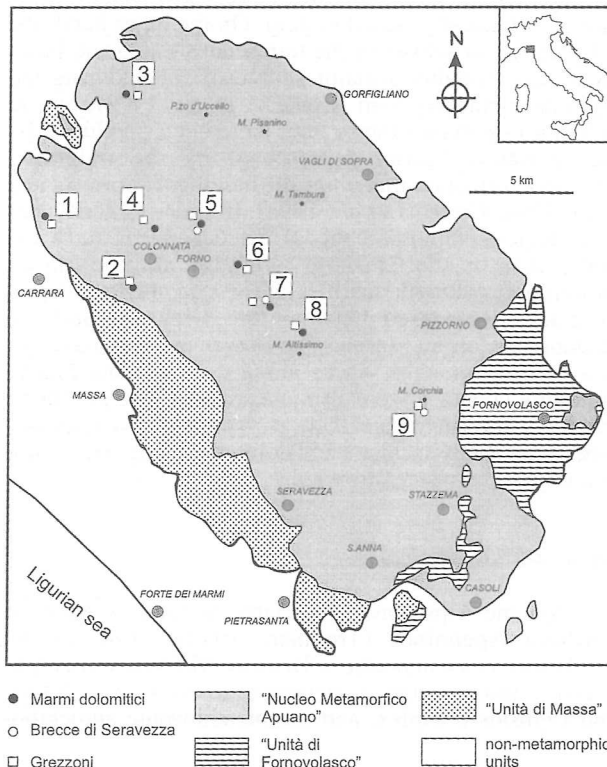 N
3
P.zo d'Uccello
M. Pisanino
GORFIGLIANO
VAGLI DI SOPRA
5 km
M. Tambura
1
4
5
COLONNATA
FORNO
6
CARRARA
2
7
8
M. Altissimo
PIZZORNO
MASSA
M. Corchia
9
FORNOVOLASCO
SERAVEZZA
STAZZEMA
S.ANNA
CASOLI
Ligurian sea
FORTE DEI MARMI
PIETRASANTA
Marmi dolomitici
Brecce di Seravezza
Grezzoni
"Nucleo Metamorfico
Apuano"
"Unità di
Fornovolasco"
"Unità di Massa"
non-metamorphic
units